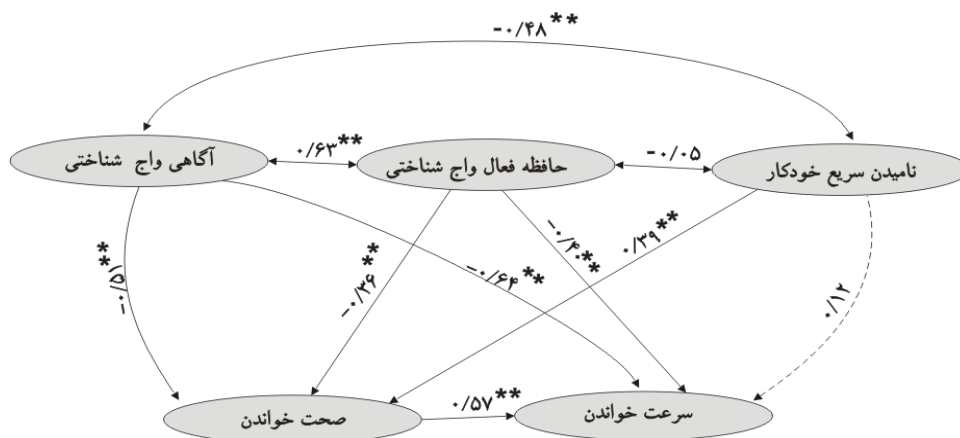 -۰/۴۸**
آگاهی واج شناختی
۰/۶۳**
حافظه فعال واج شناختی
-۰/۰۵
نامیدن سریع خودکار
-۰/۵۱**
-۰/۳۶**
-۰/۶۴**
-۰/۴۰**
۰/۳۹**
۰/۱۲
صحت خواندن
۰/۵۷**
سرعت خواندن